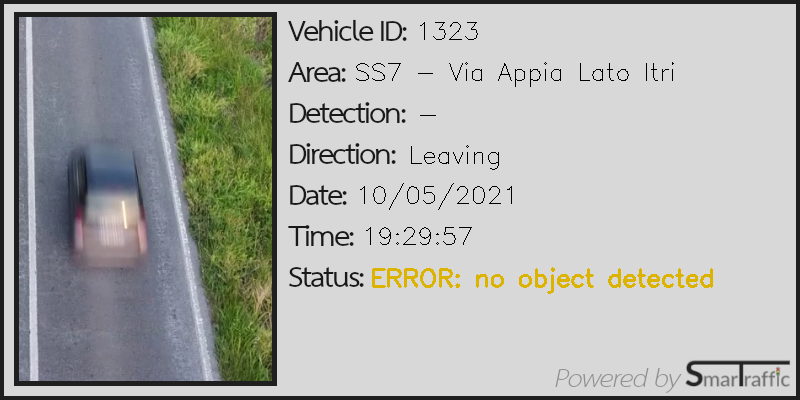 Vehicle ID: 1323
Area: SS7 - Via Appia Lato Itri
Detection: -
Direction: Leaving
Date: 10/05/2021
Time: 19:29:57
Status: ERROR: no object detected
Powered by SmarTraffic